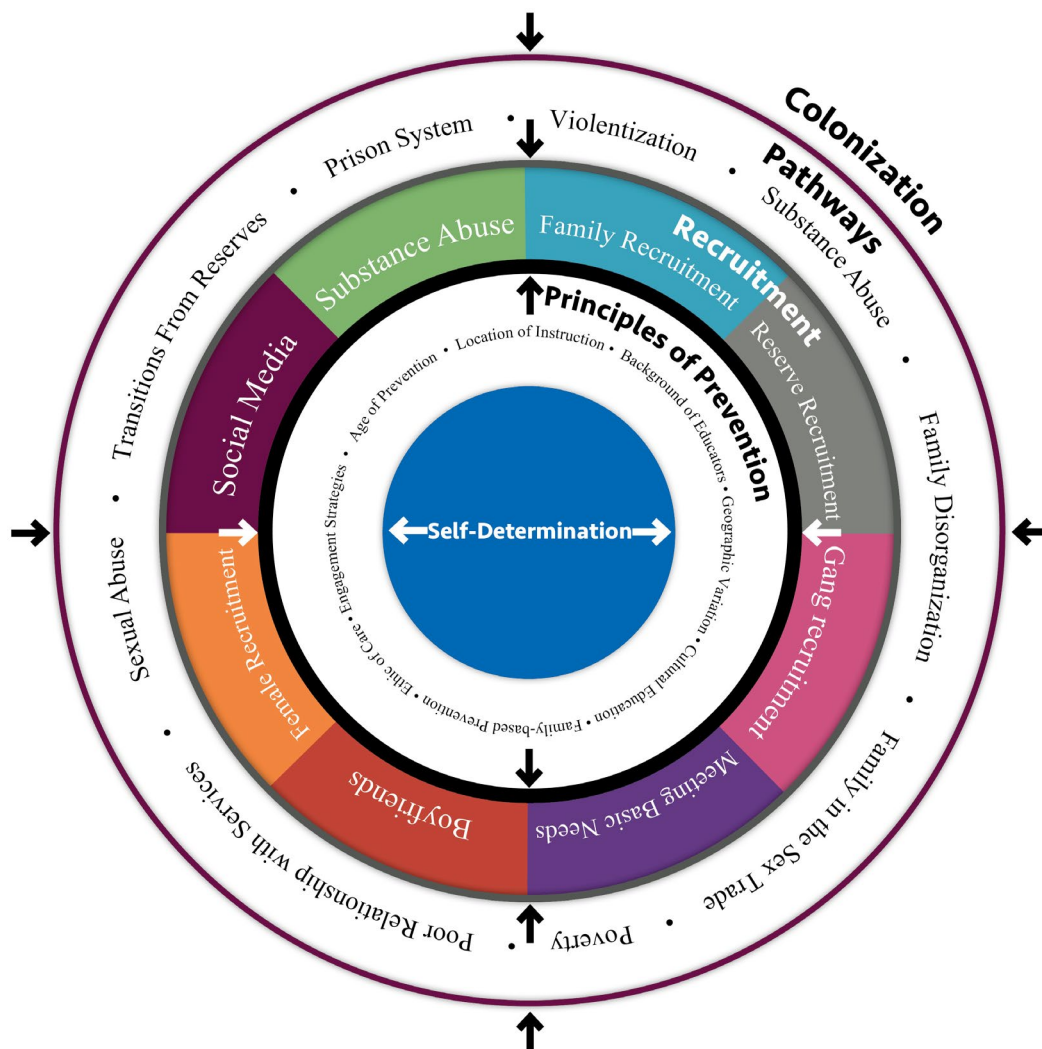 Colonization
Pathways
Violentization
Substance Abuse
Family Disorganization
Family in the Sex Trade
Poverty
Poor Relationship with Services
Sexual Abuse
Transitions From Reserves
Prison System
Recruitment
Family Recruitment
Reserve Recruitment
Gang recruitment
Meeting Basic Needs
Boyfriends
Female Recruitment
Social Media
Substance Abuse
Principles of Prevention
Age of Prevention • Location of Instruction • Background of Educators • Geographic Variation • Cultural Education • Family-based Prevention • Ethic of Care • Engagement Strategies •
Self-Determination